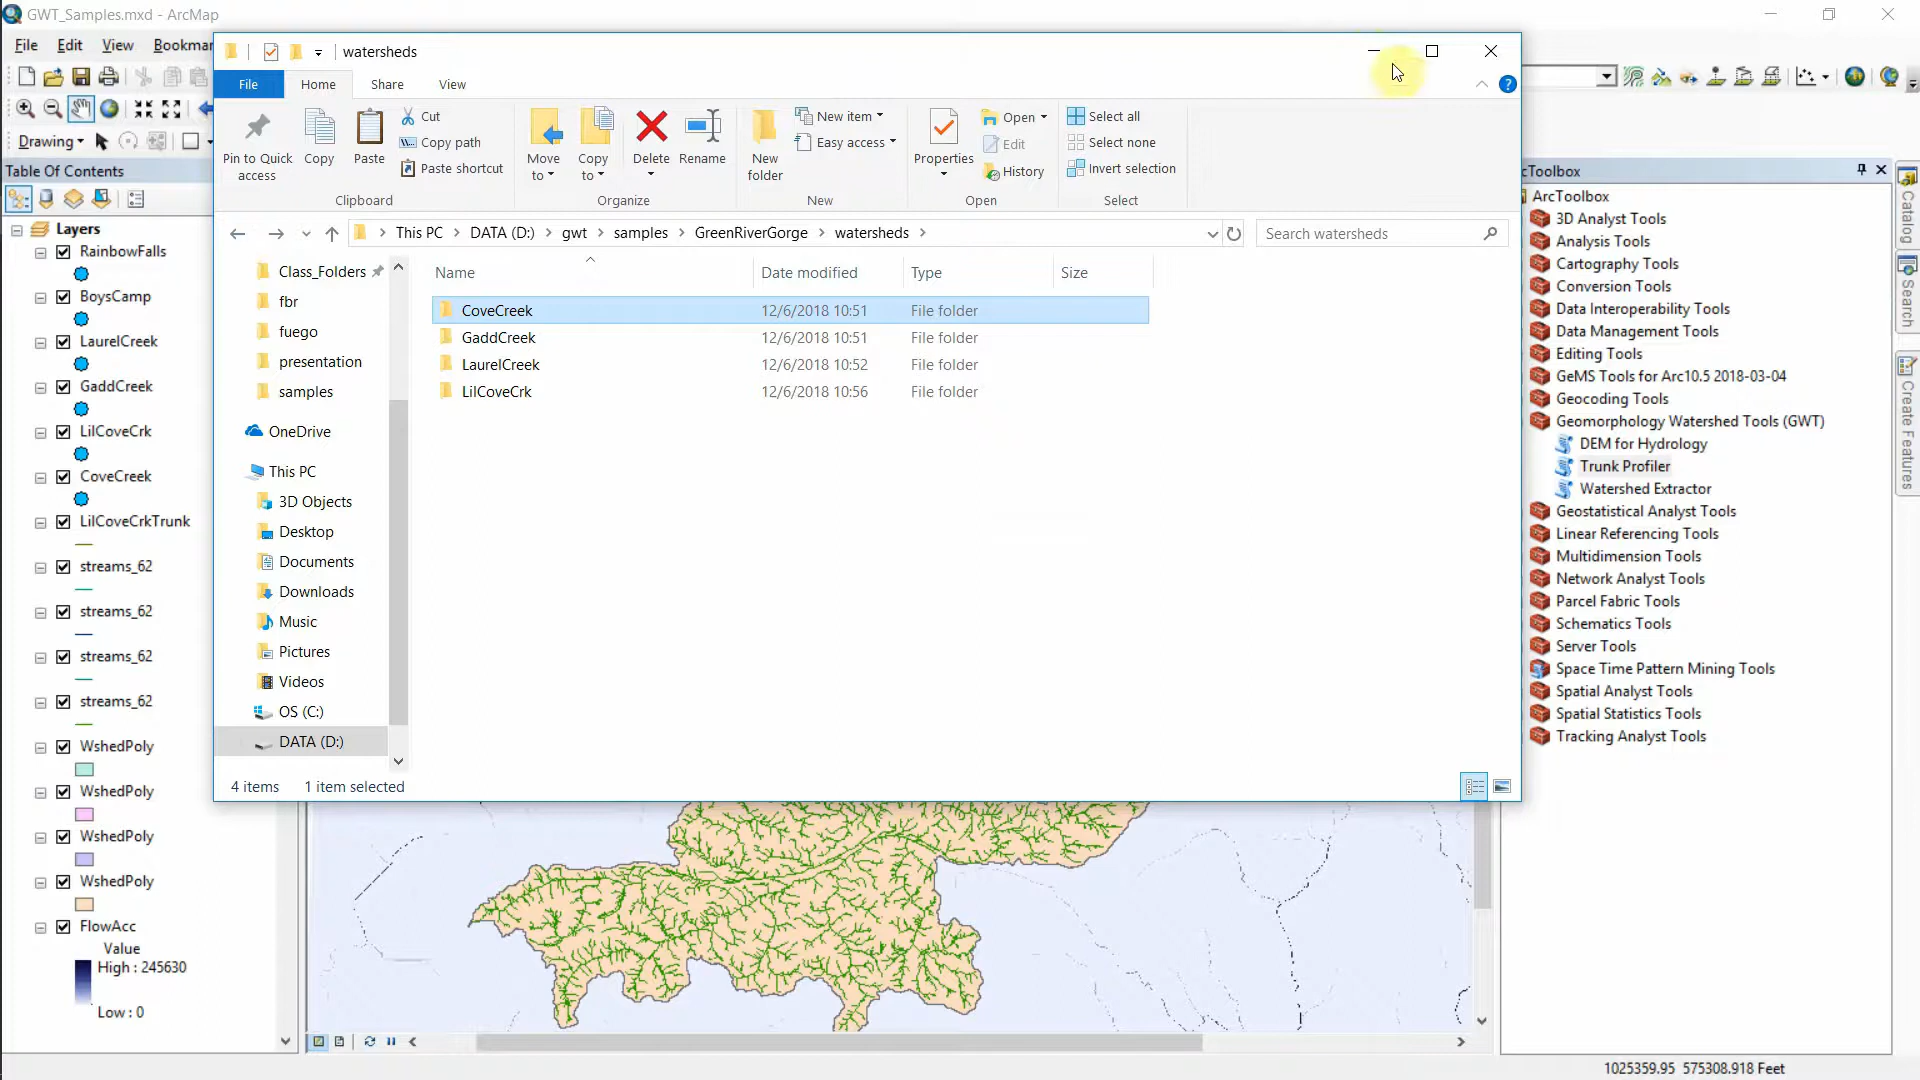 GWT_Samples.mxd - ArcMap
File Edit View Bookmar
Drawing
Table Of Contents
Layers
RainbowFalls
BoysCamp
LaurelCreek
GaddCreek
LilCoveCrk
CoveCreek
LilCoveCrkTrunk
streams_62
streams_62
streams_62
streams_62
WshedPoly
WshedPoly
WshedPoly
WshedPoly
FlowAcc
Value
High : 245630
Low : 0
watersheds
File Home Share View
Pin to Quick access
Copy
Paste
Cut
Copy path
Paste shortcut
Clipboard
Move to
Copy to
Delete
Rename
Organize
New folder
New item
Easy access
New
Properties
Open
Edit
History
Open
Select all
Select none
Invert selection
Select
This PC > DATA (D:) > gwt > samples > GreenRiverGorge > watersheds >
Search watersheds
Class_Folders
fbr
fuego
presentation
samples
OneDrive
This PC
3D Objects
Desktop
Documents
Downloads
Music
Pictures
Videos
OS (C:)
DATA (D:)
Name Date modified Type Size
CoveCreek 12/6/2018 10:51 File folder
GaddCreek 12/6/2018 10:51 File folder
LaurelCreek 12/6/2018 10:52 File folder
LilCoveCrk 12/6/2018 10:56 File folder
4 items 1 item selected
cToolbox
ArcToolbox
3D Analyst Tools
Analysis Tools
Cartography Tools
Conversion Tools
Data Interoperability Tools
Data Management Tools
Editing Tools
GeMS Tools for Arc10.5 2018-03-04
Geocoding Tools
Geomorphology Watershed Tools (GWT)
DEM for Hydrology
Trunk Profiler
Watershed Extractor
Geostatistical Analyst Tools
Linear Referencing Tools
Multidimension Tools
Network Analyst Tools
Parcel Fabric Tools
Schematics Tools
Server Tools
Space Time Pattern Mining Tools
Spatial Analyst Tools
Spatial Statistics Tools
Tracking Analyst Tools
Catalog
Search
Create Features
1025359.95 575308.918 Feet